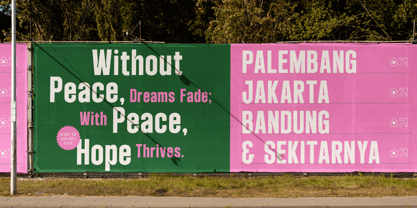 Without
Peace, Dreams Fade;
With Peace,
Hope Thrives.
PALEMBANG
JAKARTA
BANDUNG
& SEKITARNYA